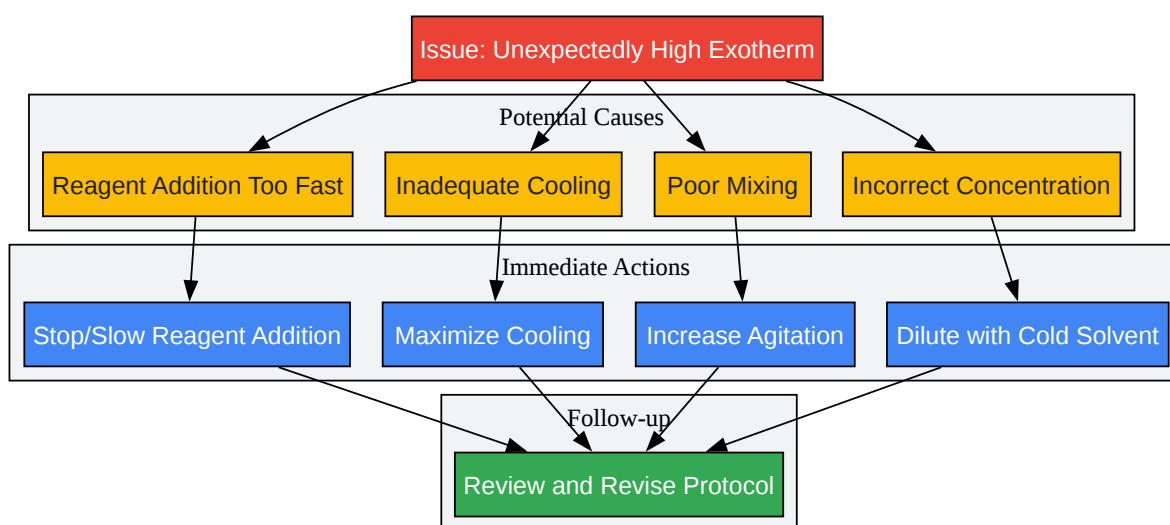 Issue: Unexpectedly High Exotherm
Potential Causes
Reagent Addition Too Fast
Inadequate Cooling
Poor Mixing
Incorrect Concentration
Immediate Actions
Stop/Slow Reagent Addition
Maximize Cooling
Increase Agitation
Dilute with Cold Solvent
Follow-up
Review and Revise Protocol